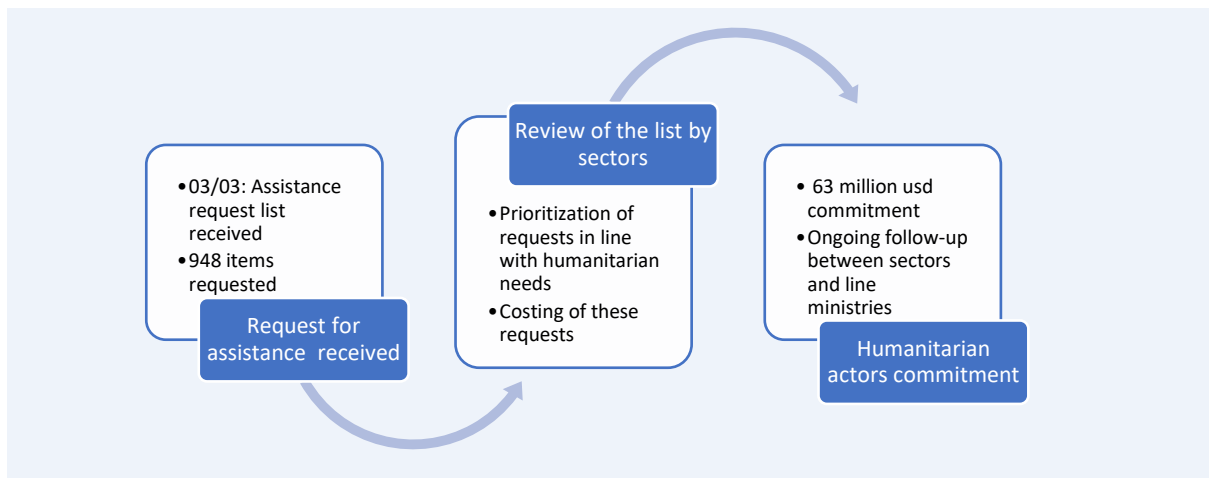 •03/03: Assistance
request list
received
•948 items
requested
Request for
assistance received
Review of the list by
sectors
•Prioritization of
requests in line
with humanitarian
needs
•Costing of these
requests
• 63 million usd
commitment
•Ongoing follow-up
between sectors
and line
ministries
Humanitarian
actors commitment